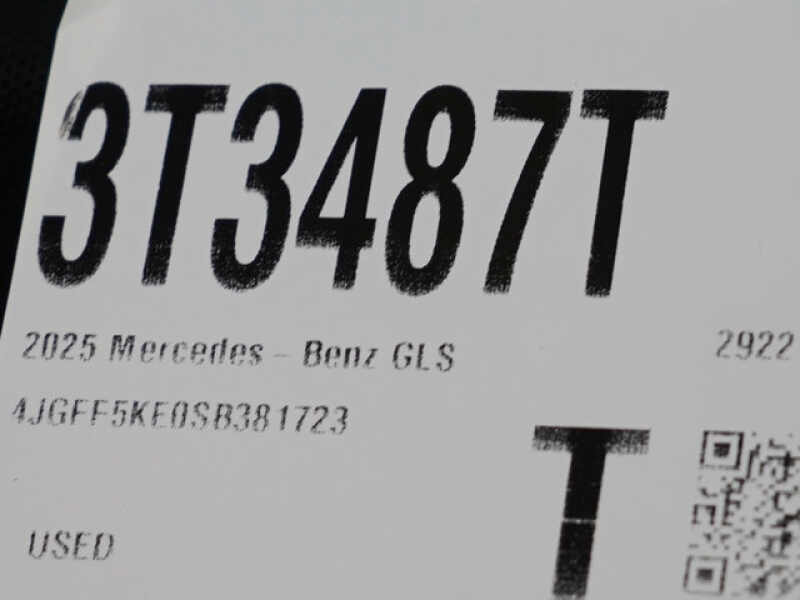 3T3487T
2025 Mercedes-Benz GLS
2922
4JGFF5KE0SB381723
T
USED